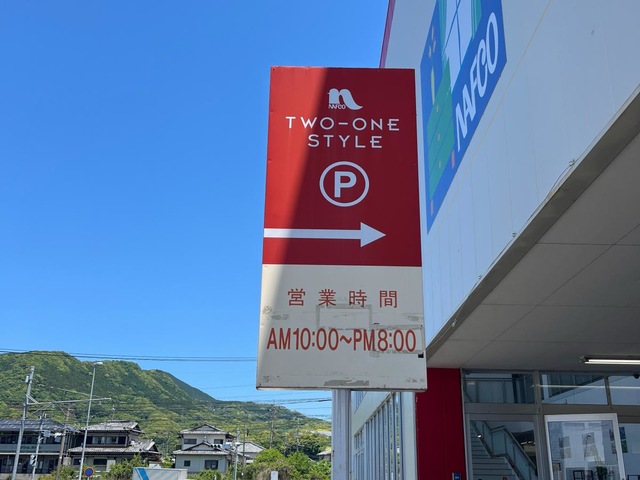 NAFCO
TWO-ONE
STYLE
P
営業時間
AM10:00~PM8:00
NAFCO